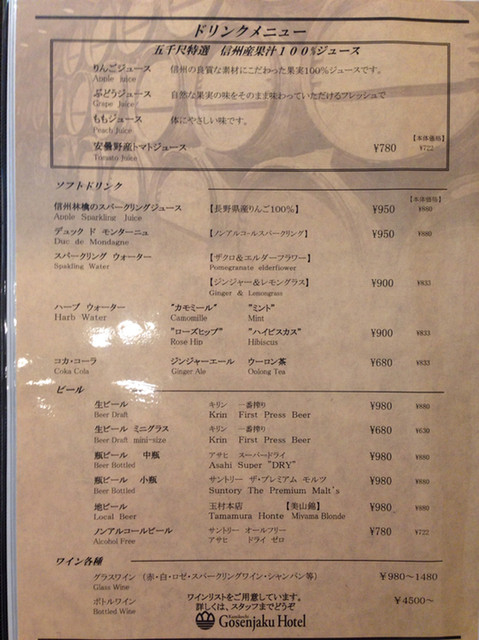 ドリンクメニュー
五千尺特選 信州産果汁100%ジュース
りんごジュース 信州の良質な素材にこだわった果実100%ジュースです。
Apple juice
ぶどうジュース 自然な果実の味をそのまま味わっていただけるフレッシュで
Grape Juice
ももジュース 体にやさしい味です。
Peach Juice
【本体価格】
安曇野産トマトジュース ¥780 ¥722
Tomato Juice
ソフトドリンク
【本体価格】
信州林檎のスパークリングジュース 【長野県産りんご100%】 ¥950 ¥880
Apple Sparkling Juice
デュック ド モンターニュ 【ノンアルコールスパークリング】 ¥950 ¥880
Duc de Mondagne
スパークリング ウォーター 【ザクロ&エルダーフラワー】
Spakling Water Pomegranate elderflower
【ジンジャー&レモングラス】 ¥900 ¥833
Ginger & Lemongrass
ハーブ ウォーター "カモミール" "ミント"
Harb Water Camomille Mint
"ローズヒップ" "ハイビスカス" ¥900 ¥833
Rose Hip Hibiscus
コカ・コーラ ジンジャーエール ウーロン茶 ¥680 ¥833
Coka Cola Ginger Ale Oolong Tea
ビール
生ビール キリン 一番搾り ¥980 ¥880
Beer Draft Krin First Press Beer
生ビール ミニグラス キリン 一番搾り ¥680 ¥630
Beer Draft mini-size Krin First Press Beer
瓶ビール 中瓶 アサヒ スーパードライ ¥980 ¥880
Beer Bottled Asahi Super "DRY"
瓶ビール 小瓶 サントリー ザ・プレミアム モルツ ¥980 ¥880
Beer Bottled Suntory The Premium Malt's
地ビール 玉村本店 【美山錦】 ¥980 ¥880
Local Beer Tamamura Honte Miyama Blonde
ノンアルコールビール サントリー オールフリー ¥780 ¥722
Alcohol Free アサヒ ドライ ゼロ
ワイン各種
グラスワイン (赤・白・ロゼ・スパークリングワイン・シャンパン等) ¥980~1480
Glass Wine
ボトルワイン ワインリストをご用意しています。 ¥4500~
Bottled Wine 詳しくは、スタッフまでどうぞ
Kamikochi
Gosenjaku Hotel